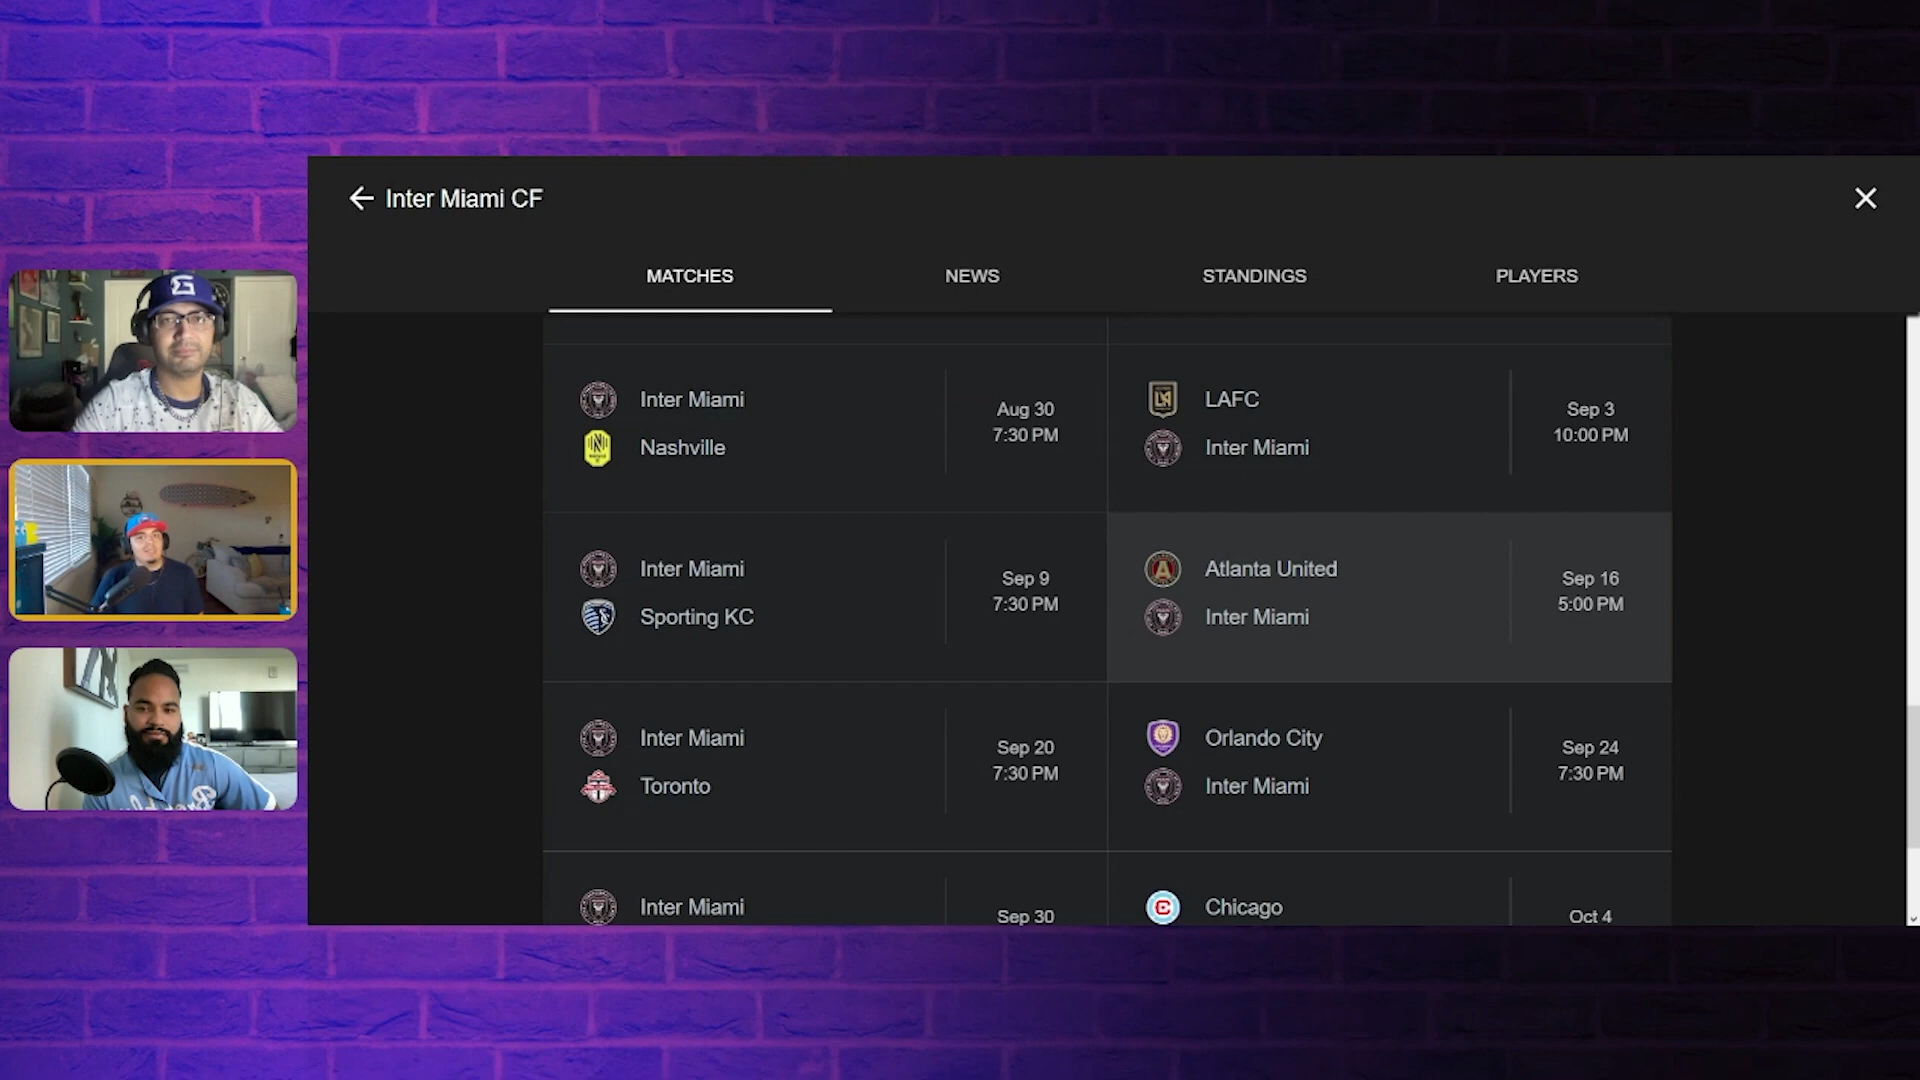 Inter Miami CF
MATCHES
NEWS
STANDINGS
PLAYERS
Inter Miami
Nashville
Aug 30
7:30 PM
LAFC
Inter Miami
Sep 3
10:00 PM
Inter Miami
Sporting KC
Sep 9
7:30 PM
Atlanta United
Inter Miami
Sep 16
5:00 PM
Inter Miami
Toronto
Sep 20
7:30 PM
Orlando City
Inter Miami
Sep 24
7:30 PM
Inter Miami
Sep 30
Chicago
Oct 4